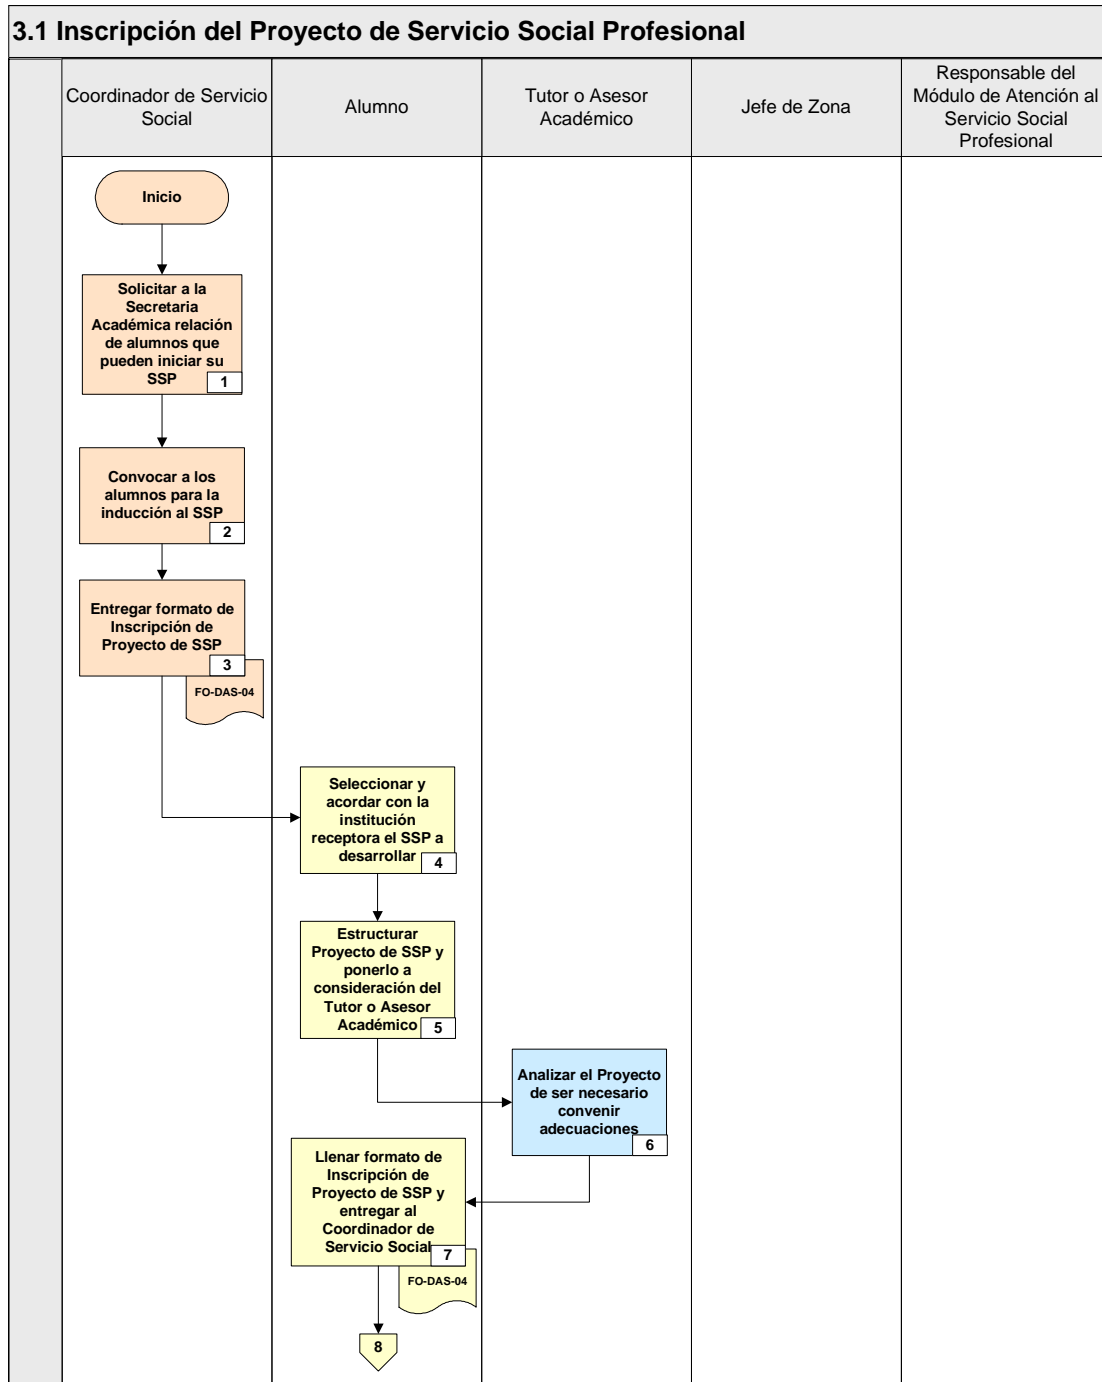 3.1 Inscripción del Proyecto de Servicio Social Profesional
Coordinador de Servicio
Social
Alumno
Tutor o Asesor
Académico
Jefe de Zona
Responsable del
Módulo de Atención al
Servicio Social
Profesional
Inicio
Solicitar a la
Secretaria
Académica relación
de alumnos que
pueden iniciar su
SSP
1
Convocar a los
alumnos para la
inducción al SSP
2
Entregar formato de
Inscripción de
Proyecto de SSP
3
FO-DAS-04
Seleccionar y
acordar con la
institución
receptora el SSP a
desarrollar
4
Estructurar
Proyecto de SSP y
ponerlo a
consideración del
Tutor o Asesor
Académico
5
Analizar el Proyecto
de ser necesario
convenir
adecuaciones
6
Llenar formato de
Inscripción de
Proyecto de SSP y
entregar al
Coordinador de
Servicio Social
7
FO-DAS-04
8